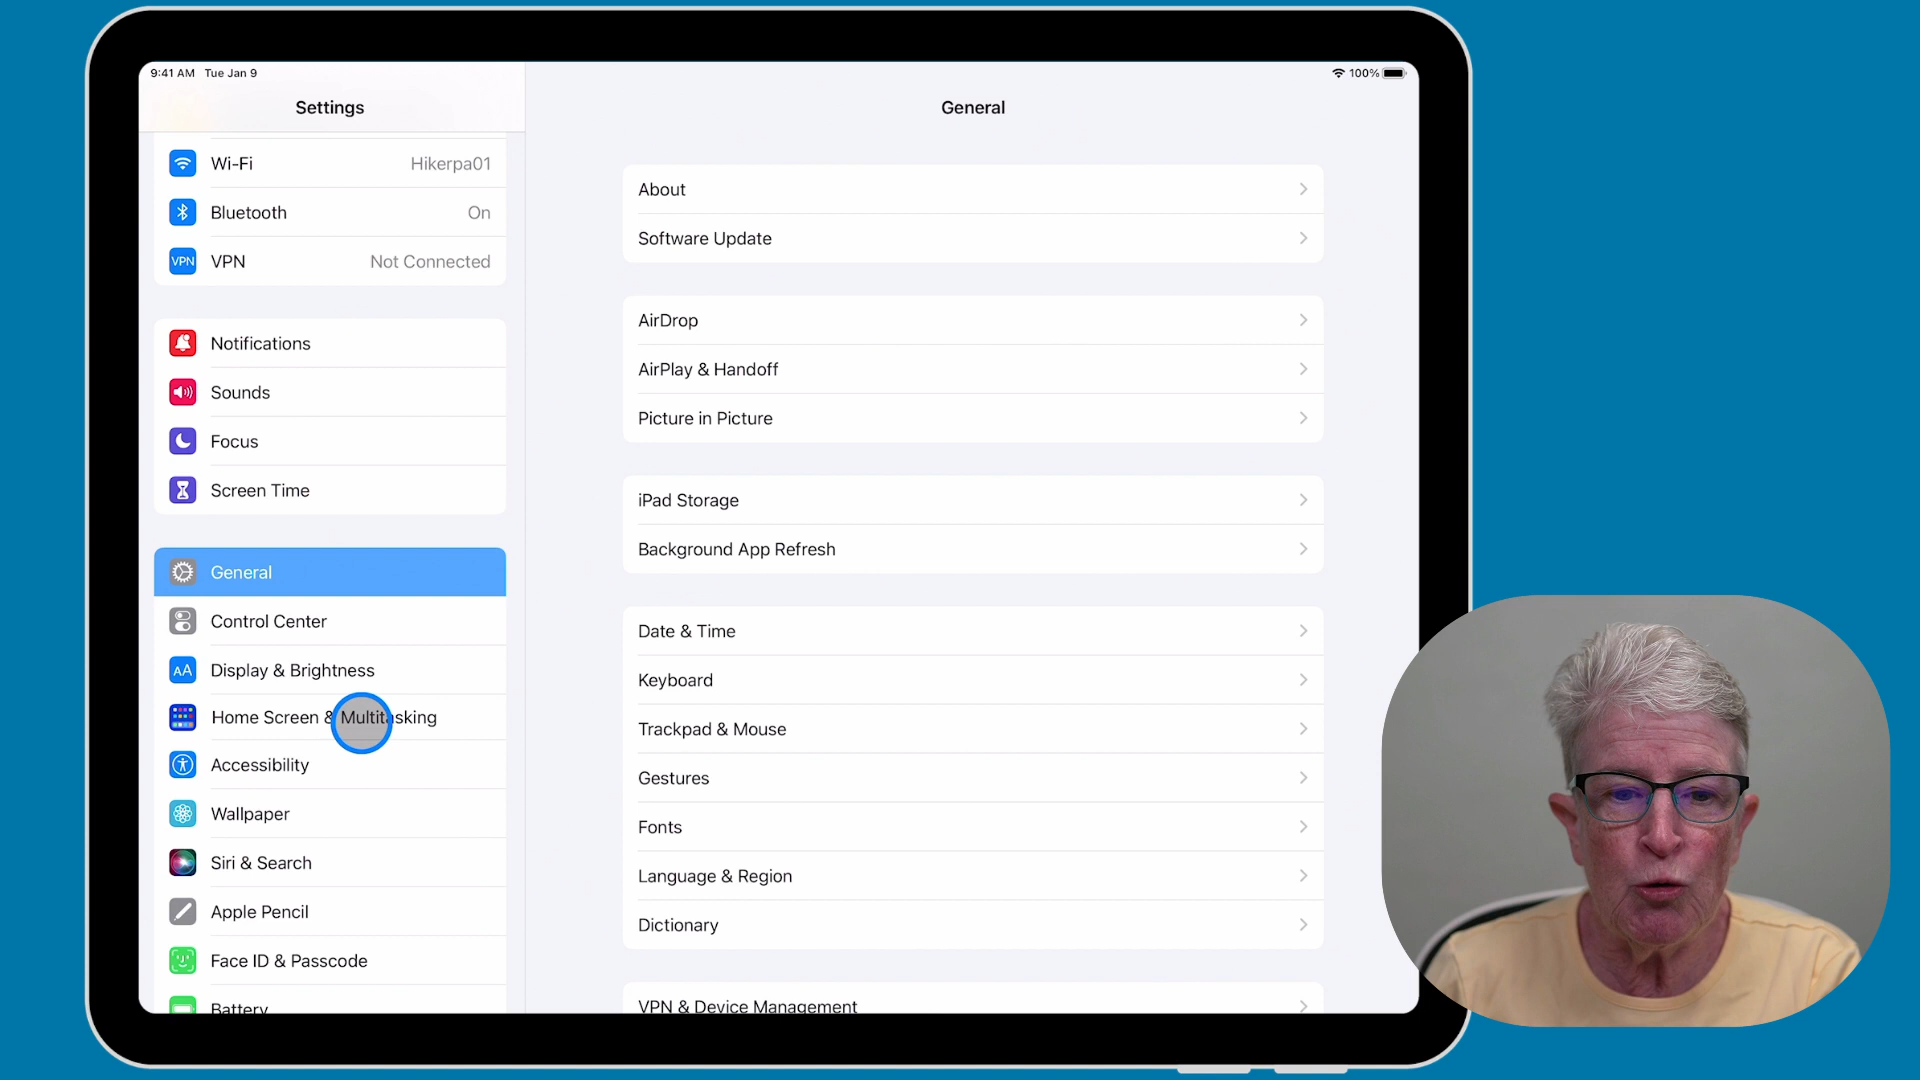 9:41 AM Tue Jan 9
100%
Settings
Wi-Fi Hikerpa01
Bluetooth On
VPN VPN Not Connected
Notifications
Sounds
Focus
Screen Time
General
Control Center
AA Display & Brightness
Home Screen & Multitasking
Accessibility
Wallpaper
Siri & Search
Apple Pencil
Face ID & Passcode
Battery
General
About
Software Update
AirDrop
AirPlay & Handoff
Picture in Picture
iPad Storage
Background App Refresh
Date & Time
Keyboard
Trackpad & Mouse
Gestures
Fonts
Language & Region
Dictionary
VPN & Device Management